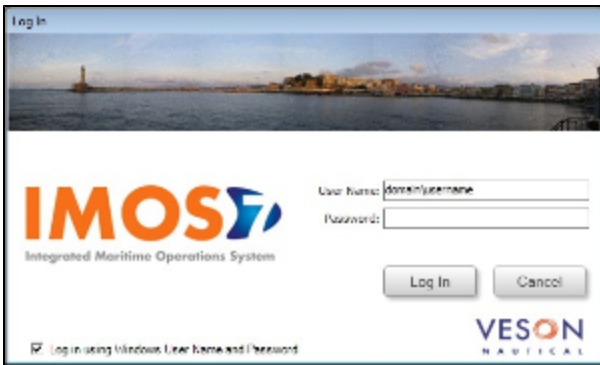 Log In
User Name: domain\username
Password:
IMOS7
Integrated Maritime Operations System
Log In
Cancel
VESON
NAUTICAL
Log in using Windows User Name and Password